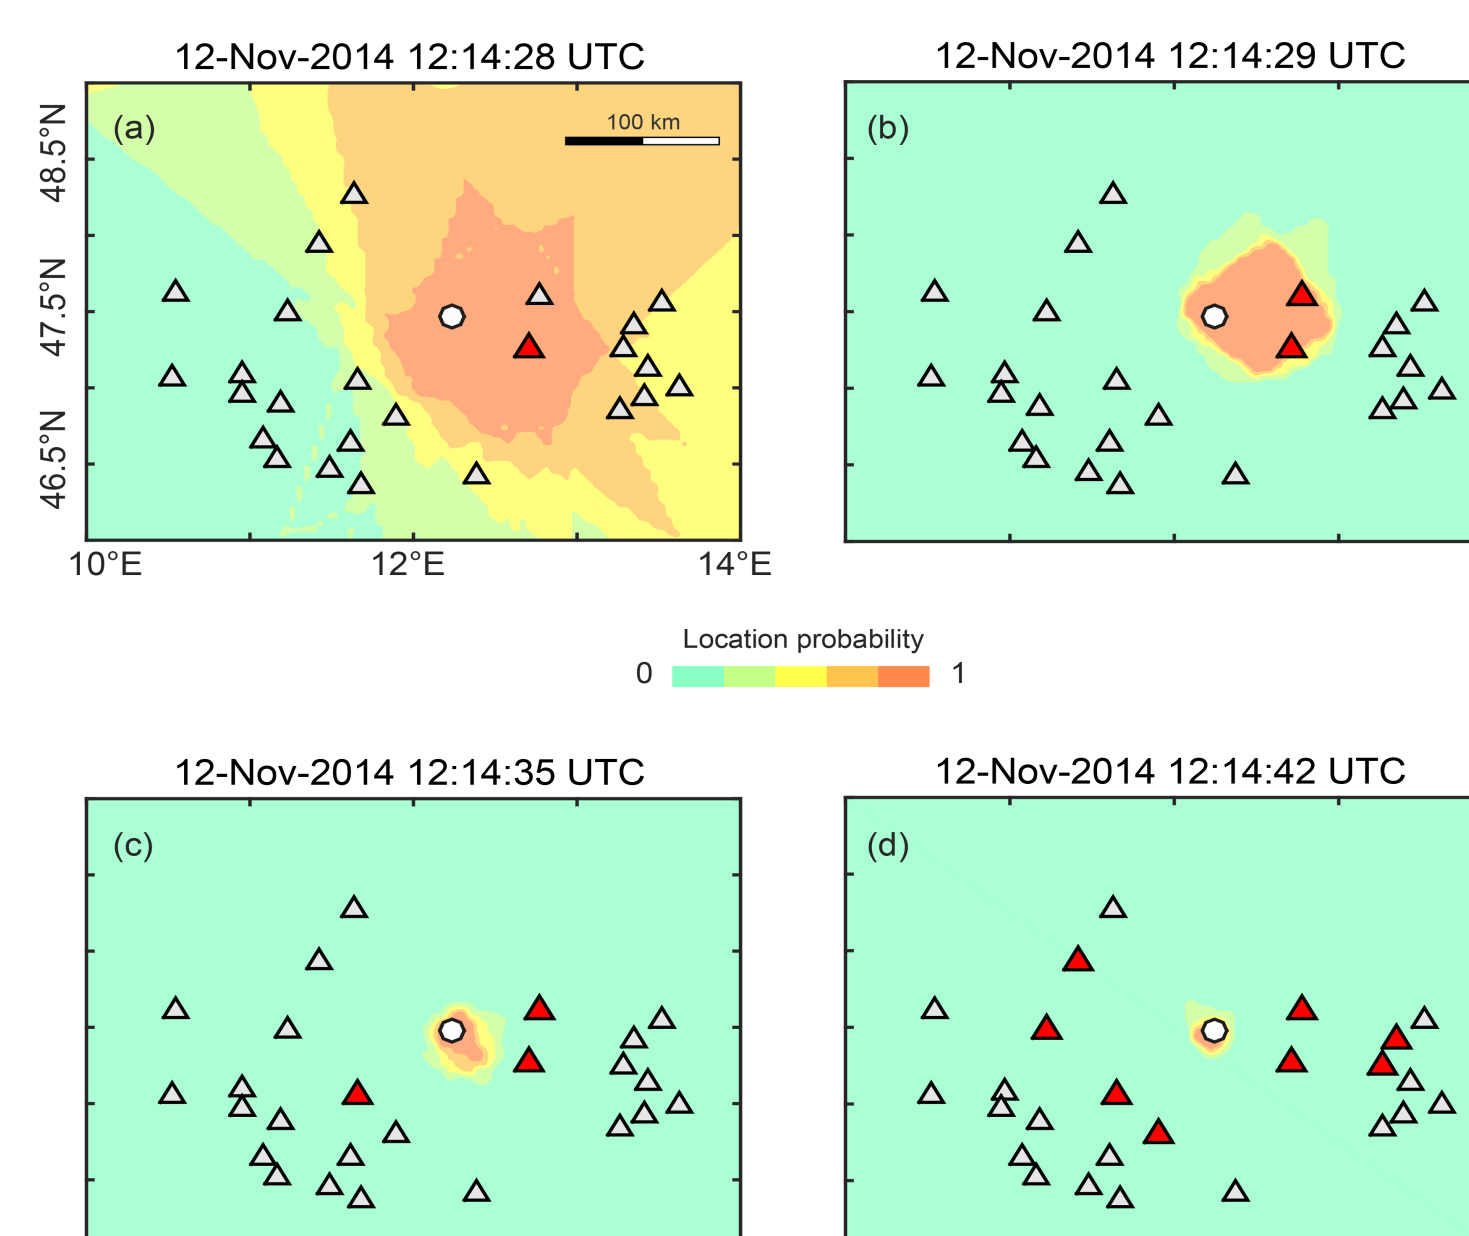 12-Nov-2014 12:14:28 UTC
12-Nov-2014 12:14:29 UTC
(a)
100 km
(b)
48.5°N
47.5°N
46.5°N
10°E
12°E
14°E
Location probability
0
1
12-Nov-2014 12:14:35 UTC
12-Nov-2014 12:14:42 UTC
(c)
(d)